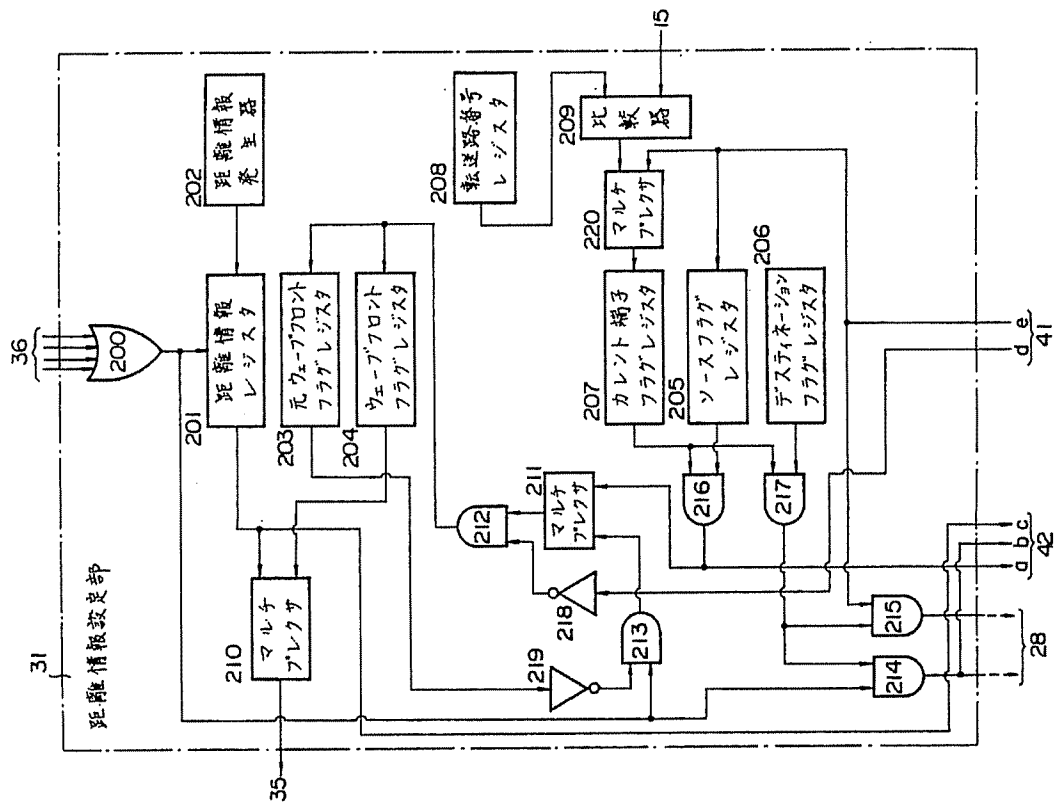 36
31
距離情報設定部
200
201
距離情報
レジスタ
202
距離情報
発生器
210
マルチ
プレクサ
35
203
元ウェーブフロント
フラグレジスタ
204
ウェーブフロント
フラグレジスタ
208
転送路番号
レジスタ
15
209
比較器
220
マルチ
プレクサ
207
カレント端子
フラグレジスタ
205
ソースフラグ
レジスタ
206
デスティネーション
フラグレジスタ
211
マルチ
プレクサ
212
213
216
217
218
219
214
215
28
a b c
42
d e
41